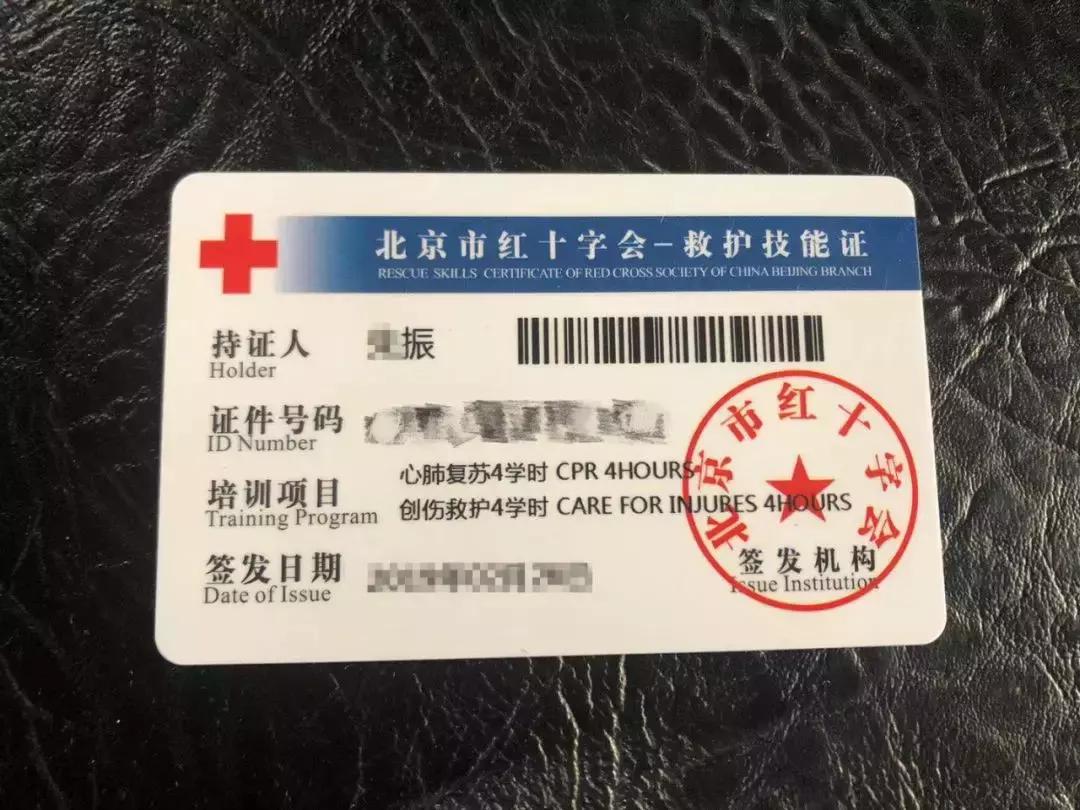 北京市红十字会-救护技能证
RESCUE SKILLS CERTIFICATE OF RED CROSS SOCIETY OF CHINA BEIJING BRANCH
持证人 振
Holder
证件号码
ID Number
培训项目 心肺复苏4学时 CPR 4HOURS
Training Program 创伤救护4学时 CARE FOR INJURES 4HOURS
签发日期
Date of Issue
北京市红十字会
签发机构
Issue Institution